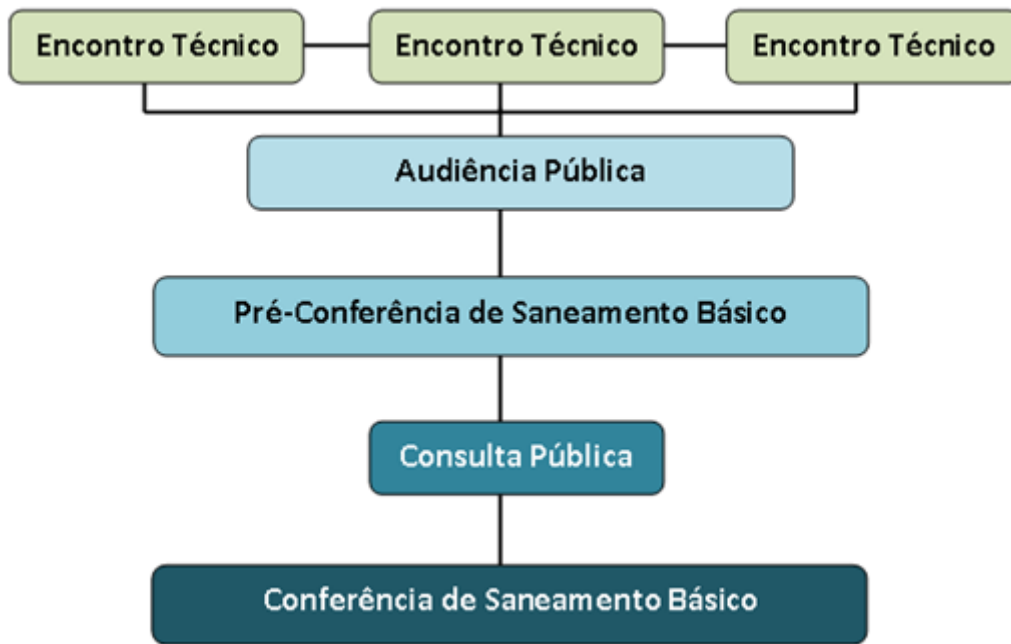 Encontro Técnico
Encontro Técnico
Encontro Técnico
Audiência Pública
Pré-Conferência de Saneamento Básico
Consulta Pública
Conferência de Saneamento Básico